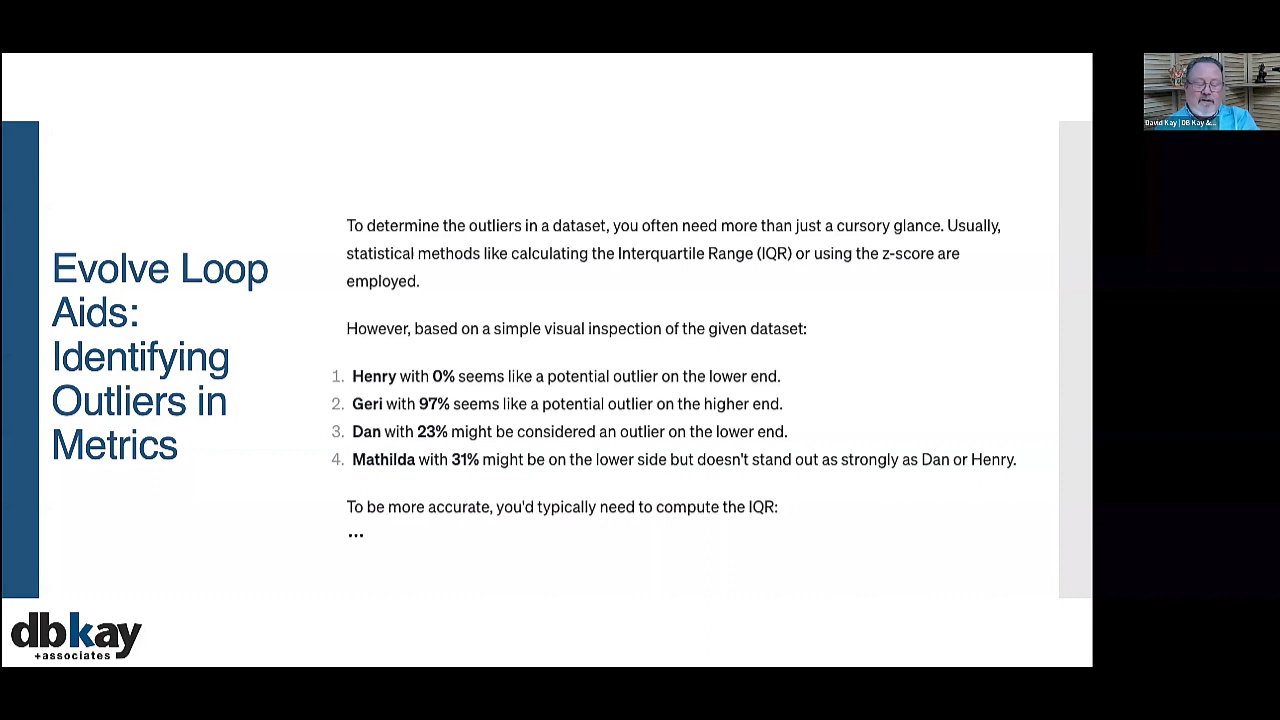 David Kay | DB Kay &...
Evolve Loop
Aids:
Identifying
Outliers in
Metrics
To determine the outliers in a dataset, you often need more than just a cursory glance. Usually,
statistical methods like calculating the Interquartile Range (IQR) or using the z-score are
employed.
However, based on a simple visual inspection of the given dataset:
1. Henry with 0% seems like a potential outlier on the lower end.
2. Geri with 97% seems like a potential outlier on the higher end.
3. Dan with 23% might be considered an outlier on the lower end.
4. Mathilda with 31% might be on the lower side but doesn't stand out as strongly as Dan or Henry.
To be more accurate, you'd typically need to compute the IQR:
...
dbkay
+associates